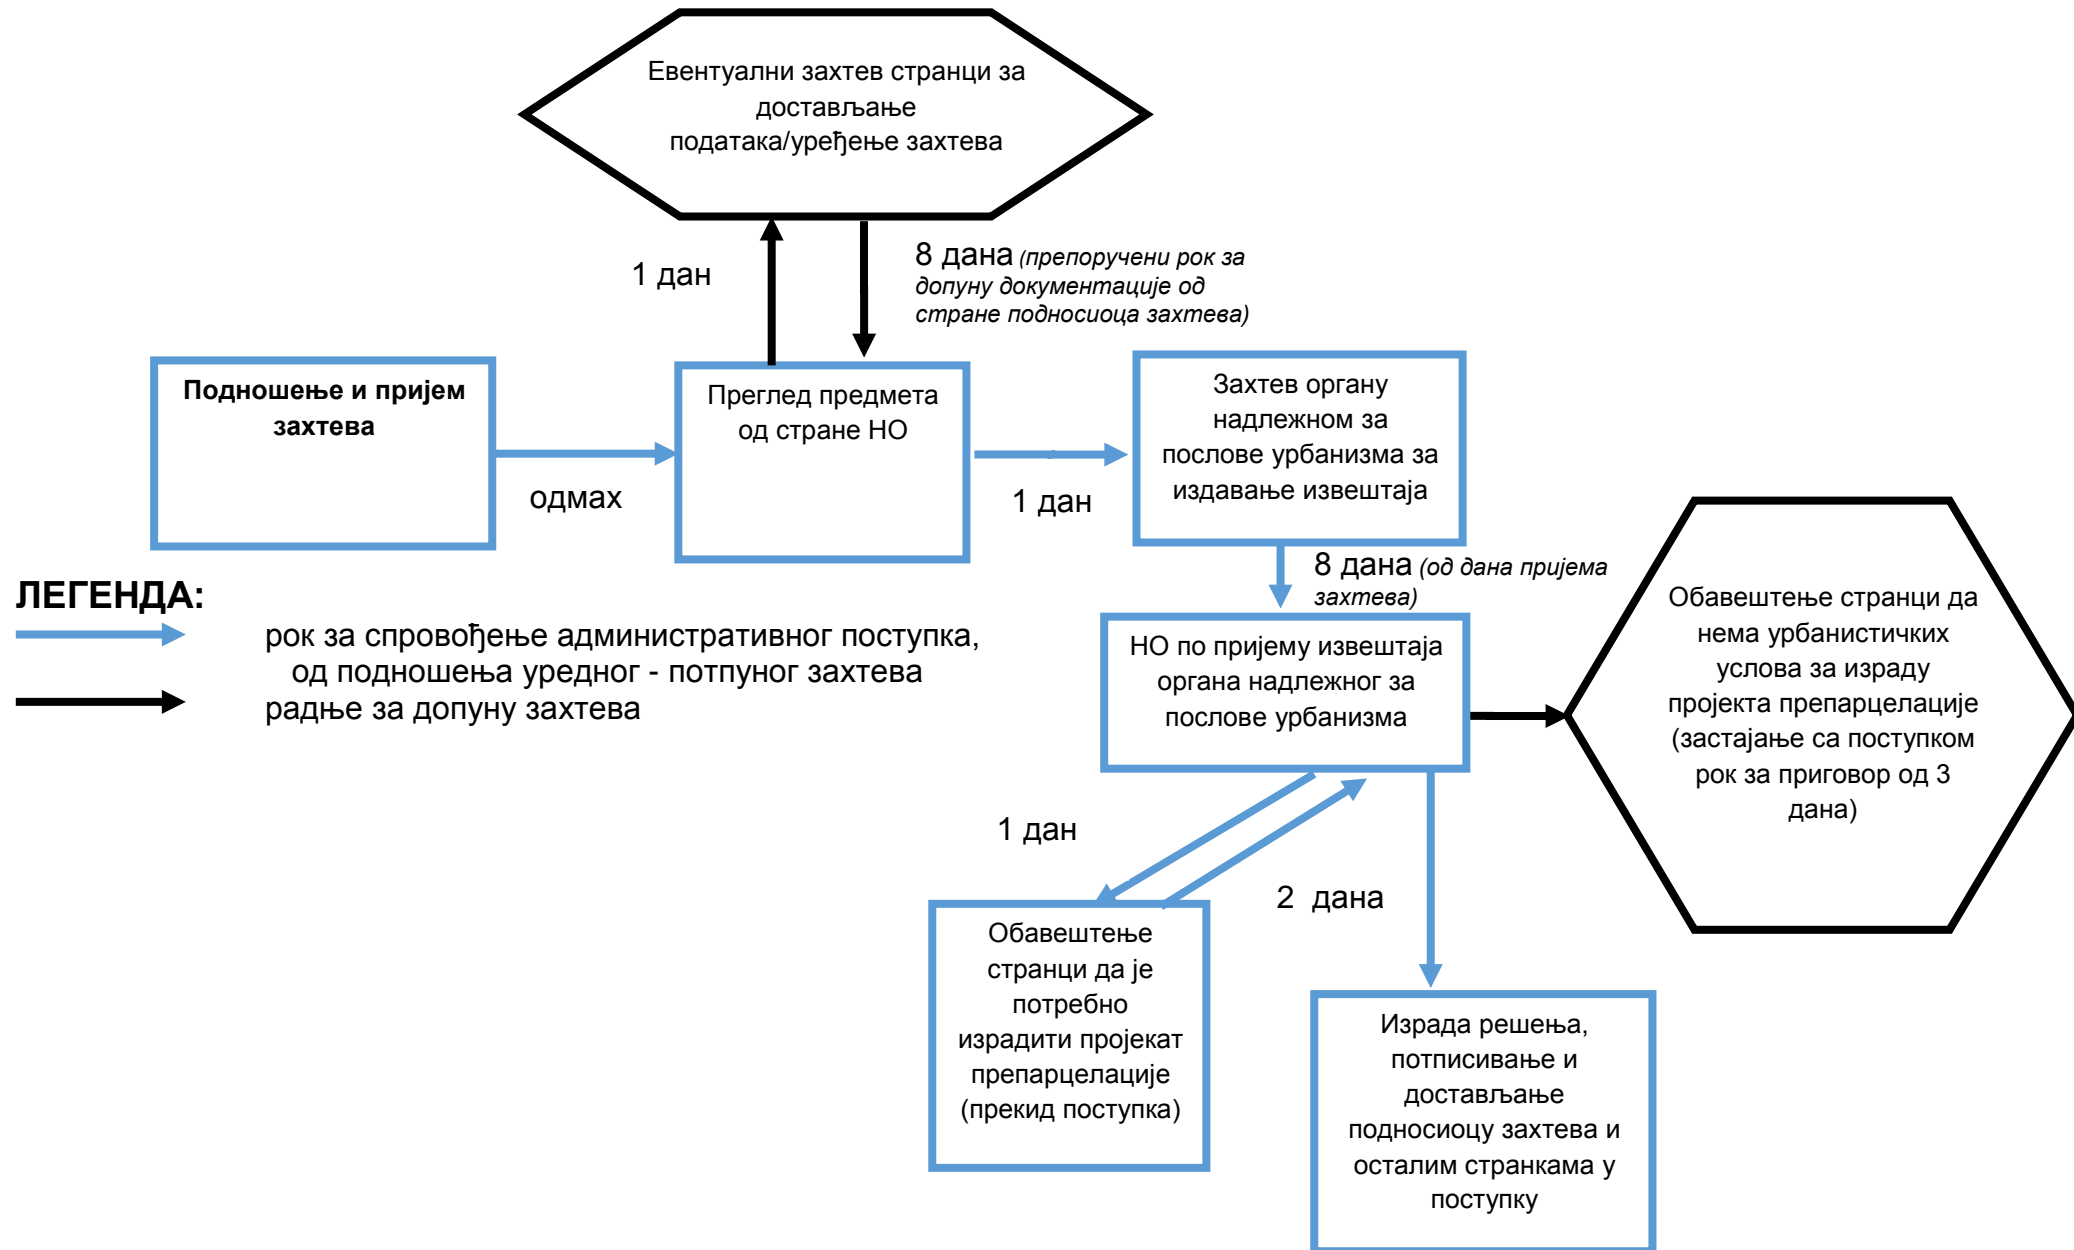 Евентуални захтев странци за
достављање
података/уређење захтева
1 дан
8 дана (препоручени рок за
допуну документације од
стране подносиоца захтева)
Подношење и пријем
захтева
одмах
Преглед предмета
од стране НО
1 дан
Захтев органу
надлежном за
послове урбанизма за
издавање извештаја
8 дана (од дана пријема
захтева)
ЛЕГЕНДА:
рок за спровођење административног поступка,
од подношења уредног - потпуног захтева
радње за допуну захтева
НО по пријему извештаја
органа надлежног за
послове урбанизма
Обавештење странци да
нема урбанистичких
услова за израду
пројекта препарцелације
(застајање са поступком
рок за приговор од 3
дана)
1 дан
2 дана
Обавештење
странци да је
потребно
израдити пројекат
препарцелације
(прекид поступка)
Израда решења,
потписивање и
достављање
подносиоцу захтева и
осталим странкама у
поступку